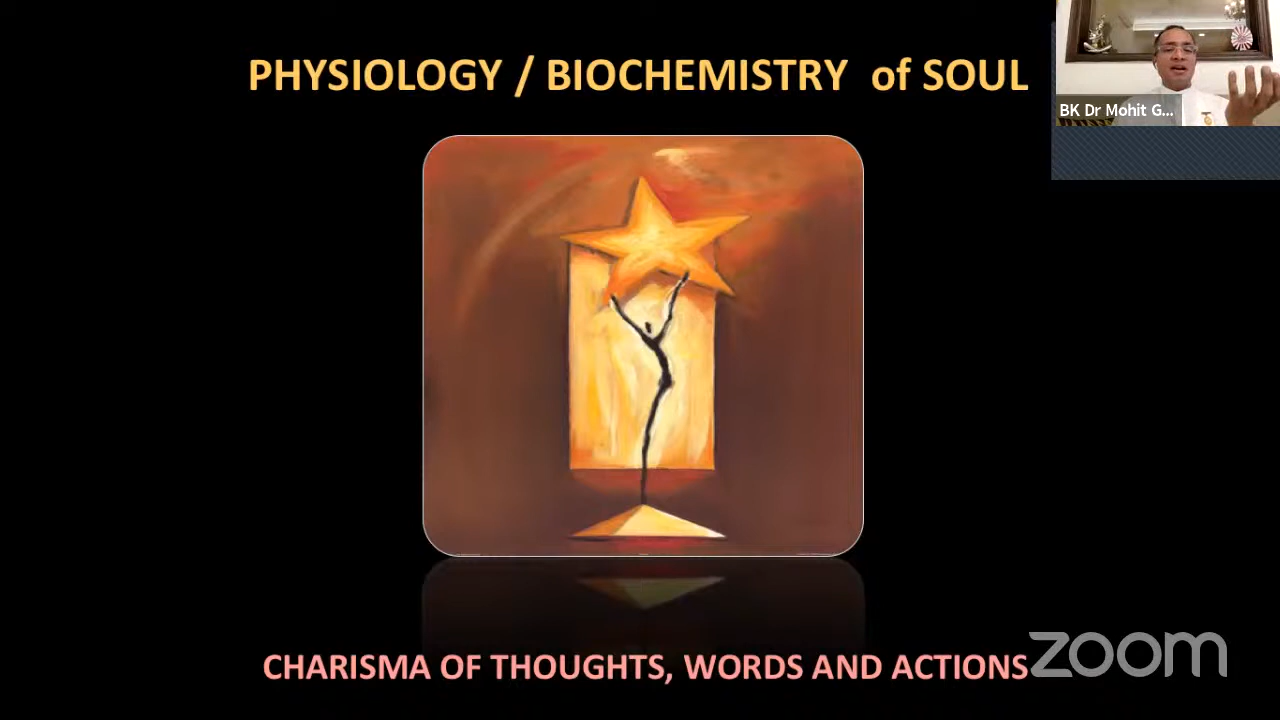 PHYSIOLOGY / BIOCHEMISTRY of SOUL
BK Dr Mohit G...
CHARISMA OF THOUGHTS, WORDS AND ACTIONS
zoom